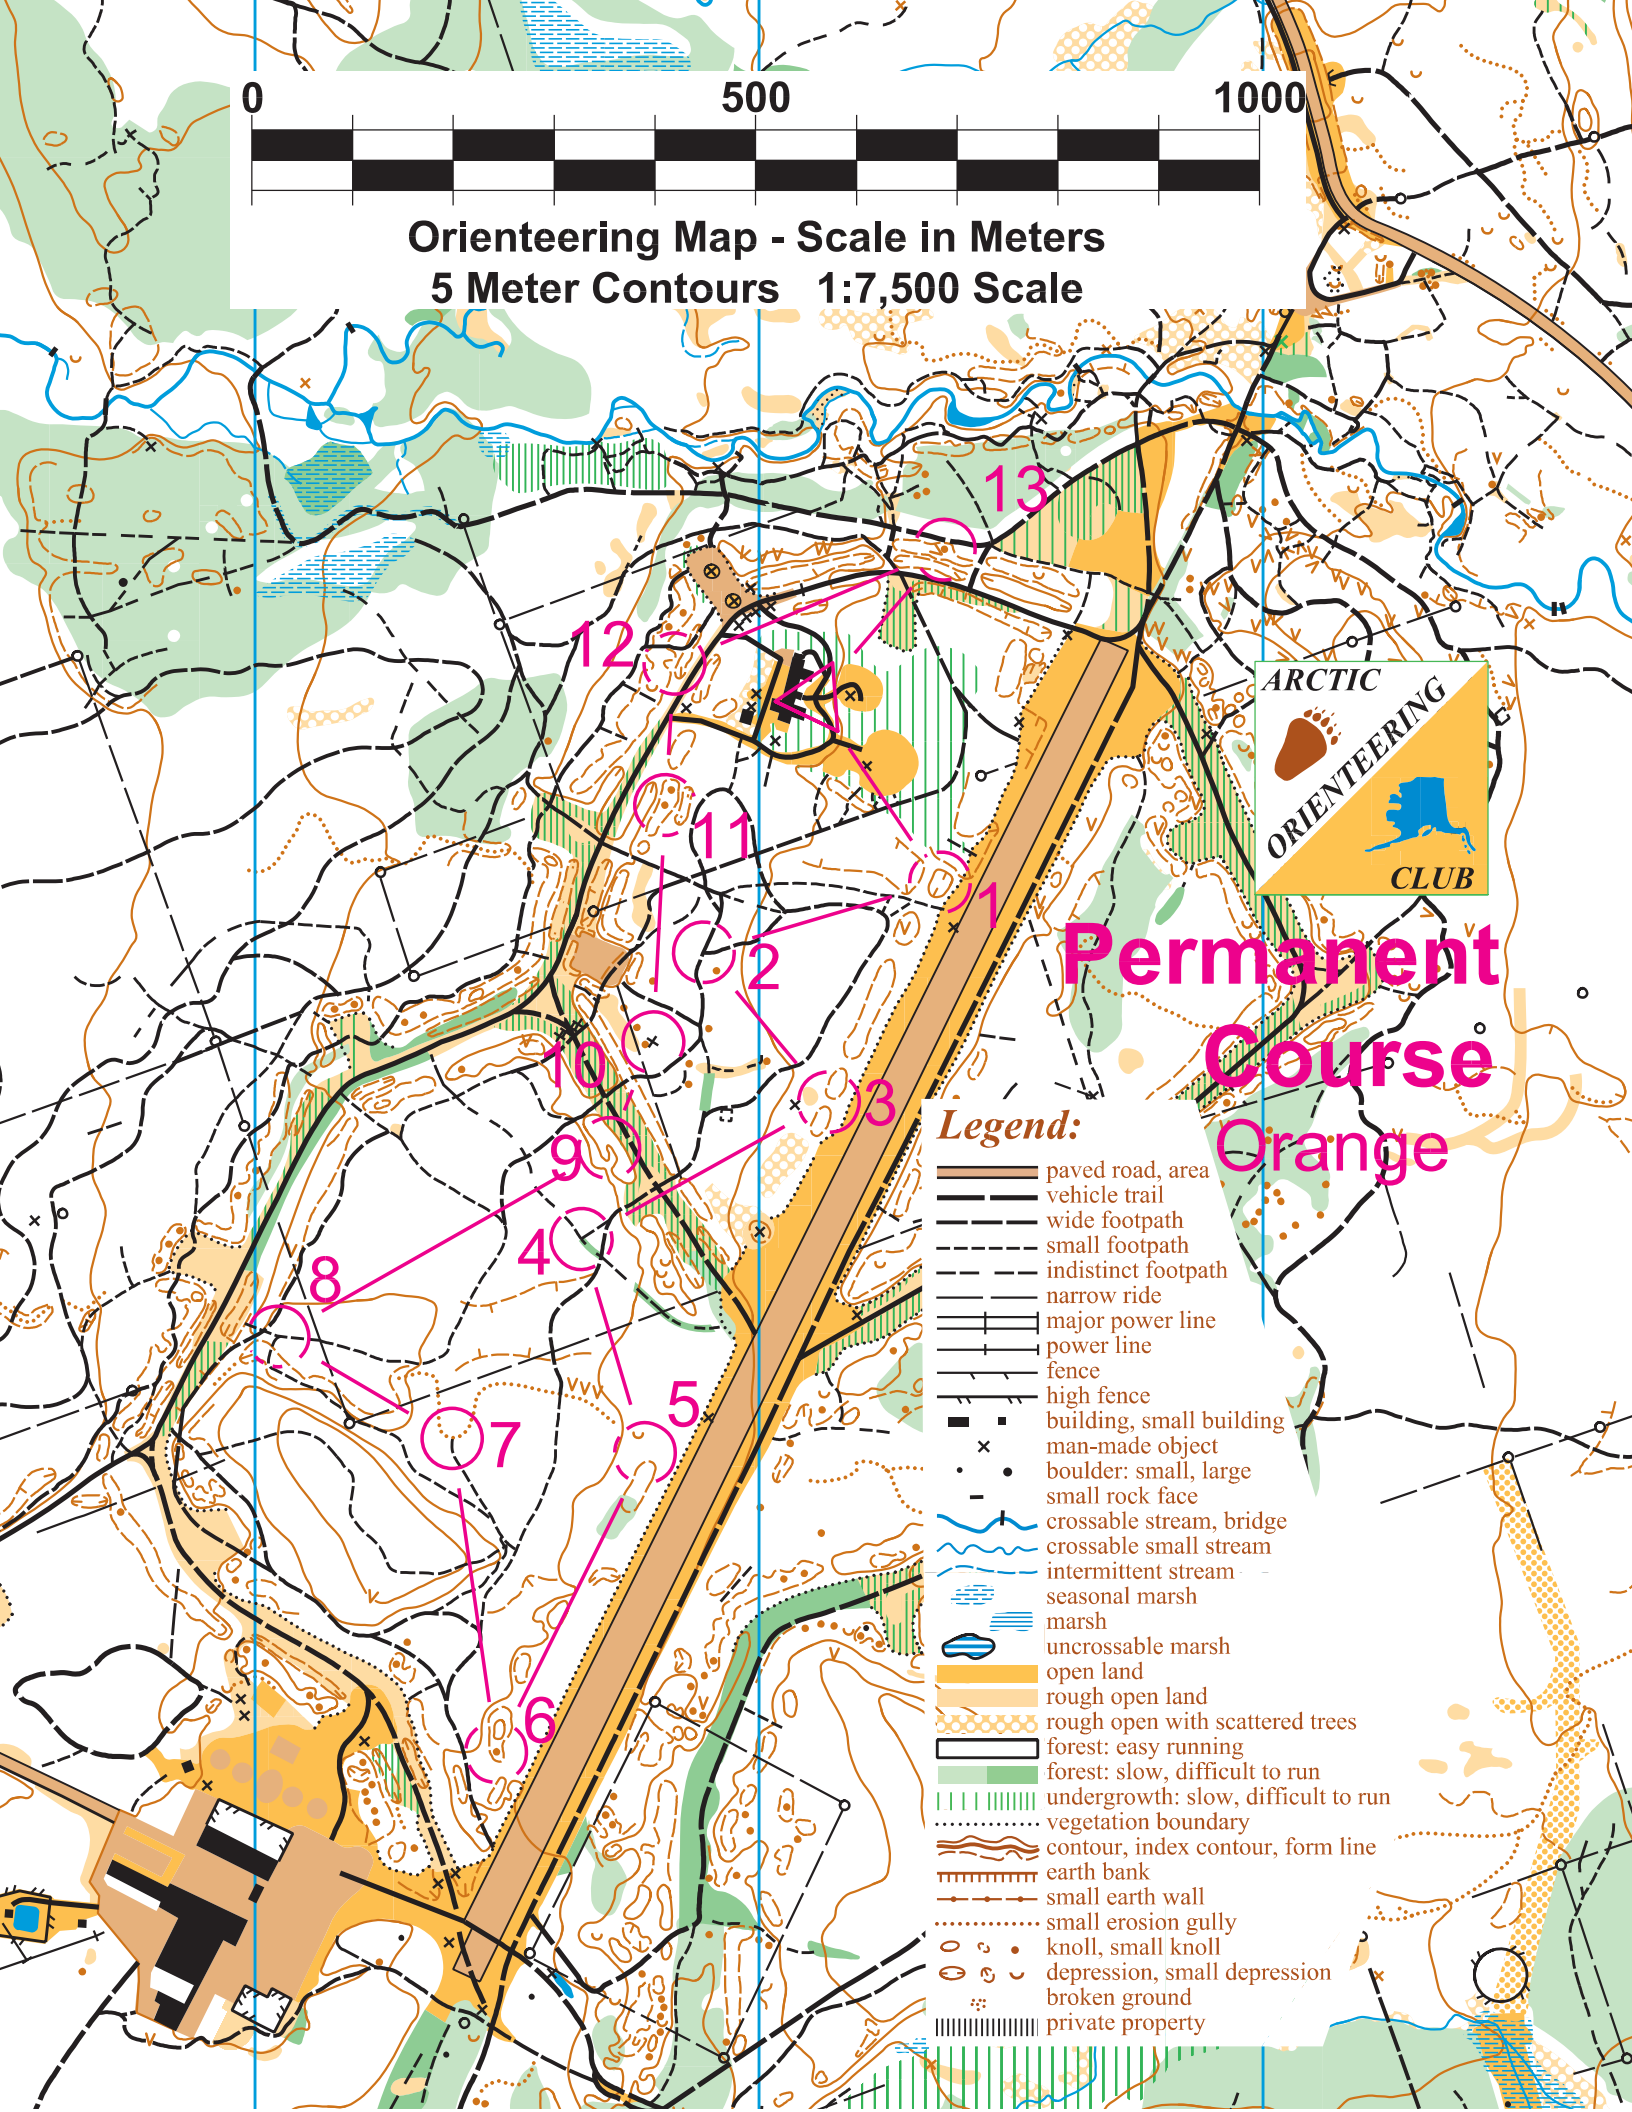 0 500 1000
Orienteering Map - Scale in Meters
5 Meter Contours 1:7,500 Scale
13
12
ARCTIC
ORIENTEERING
CLUB
11
1
2
Permanent
Course
Orange
10
3
9
4
8
5
7
6
Legend:
paved road, area
vehicle trail
wide footpath
small footpath
indistinct footpath
narrow ride
major power line
power line
fence
high fence
building, small building
man-made object
boulder: small, large
small rock face
crossable stream, bridge
crossable small stream
intermittent stream
seasonal marsh
marsh
uncrossable marsh
open land
rough open land
rough open with scattered trees
forest: easy running
forest: slow, difficult to run
undergrowth: slow, difficult to run
vegetation boundary
contour, index contour, form line
earth bank
small earth wall
small erosion gully
knoll, small knoll
depression, small depression
broken ground
private property